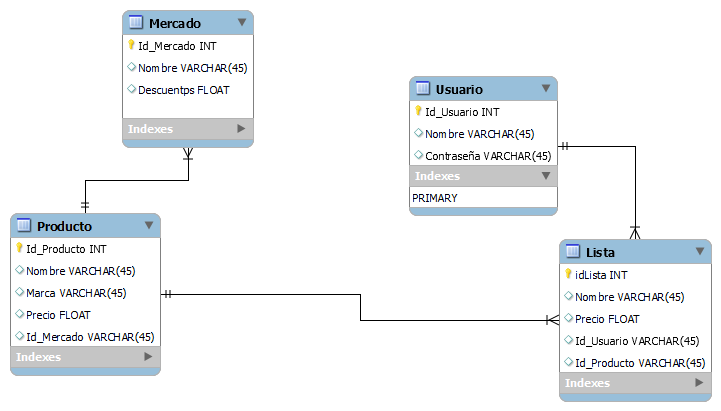 Mercado
Id_Mercado INT
Nombre VARCHAR(45)
Descuentps FLOAT
Indexes
Usuario
Id_Usuario INT
Nombre VARCHAR(45)
Contraseña VARCHAR(45)
Indexes
PRIMARY
Producto
Id_Producto INT
Nombre VARCHAR(45)
Marca VARCHAR(45)
Precio FLOAT
Id_Mercado VARCHAR(45)
Indexes
Lista
idLista INT
Nombre VARCHAR(45)
Precio FLOAT
Id_Usuario VARCHAR(45)
Id_Producto VARCHAR(45)
Indexes